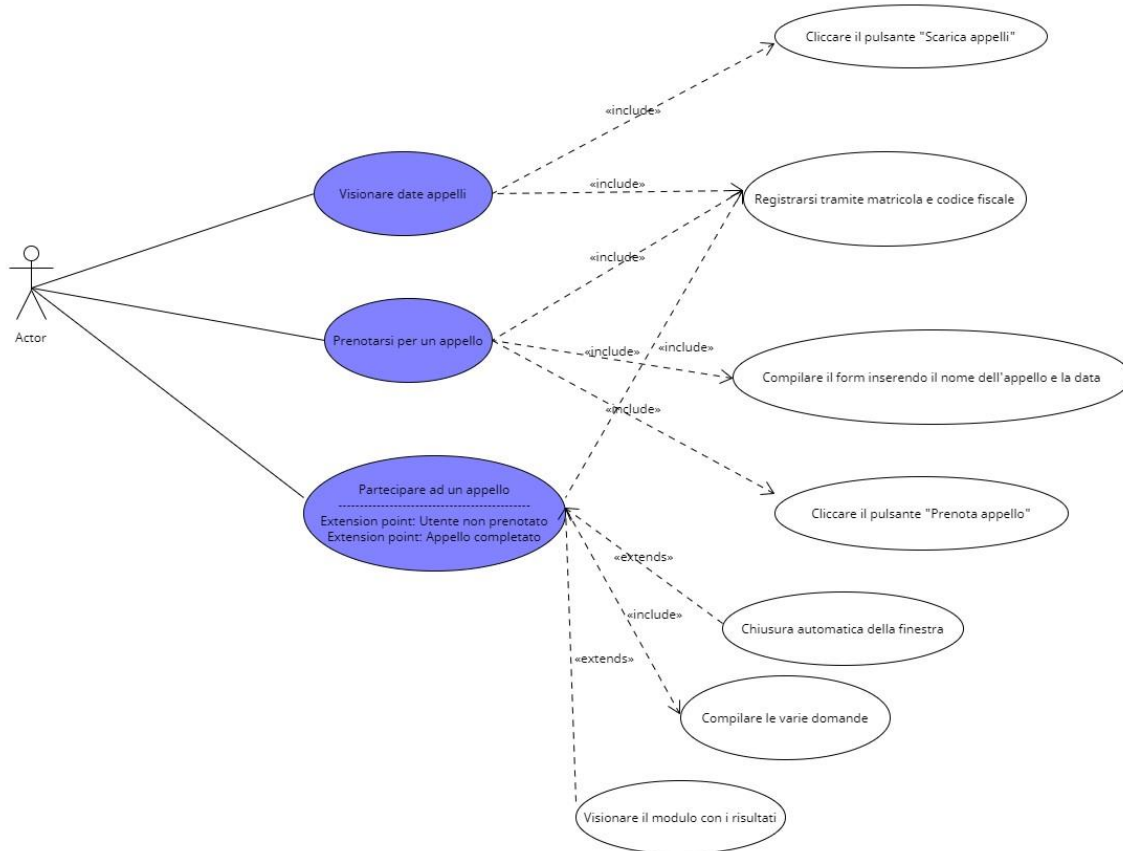 Cliccare il pulsante "Scarica appelli"
«include»
Visionare date appelli
«include»
Registrarsi tramite matricola e codice fiscale
«include»
Actor
Prenotarsi per un appello
«include»
«include»
Compilare il form inserendo il nome dell'appello e la data
«include»
Partecipare ad un appello
Extension point: Utente non prenotato
Extension point: Appello completato
Cliccare il pulsante "Prenota appello"
«extends»
«include»
Chiusura automatica della finestra
«extends»
Compilare le varie domande
Visionare il modulo con i risultati